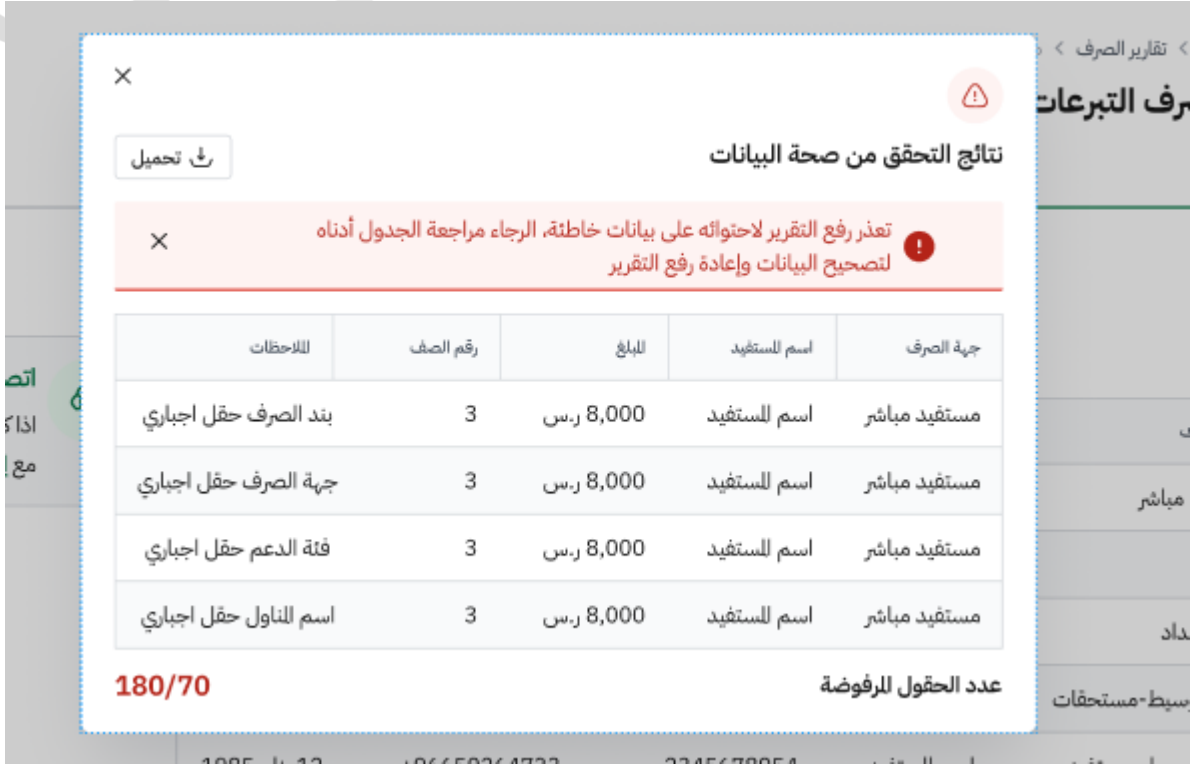 تقارير الصرف
صرف التبرعات
نتائج التحقق من صحة البيانات
تحميل
تعذر رفع التقرير لاحتوائه على بيانات خاطئة، الرجاء مراجعة الجدول أدناه
لتصحيح البيانات وإعادة رفع التقرير
جهة الصرف اسم المستفيد المبلغ رقم الصف الملاحظات
مستفيد مباشر اسم المستفيد 8,000 ر.س 3 بند الصرف حقل اجباري
مستفيد مباشر اسم المستفيد 8,000 ر.س 3 جهة الصرف حقل اجباري
مستفيد مباشر اسم المستفيد 8,000 ر.س 3 فئة الدعم حقل اجباري
مستفيد مباشر اسم المستفيد 8,000 ر.س 3 اسم المناول حقل اجباري
عدد الحقول المرفوضة 180/70
مباشر
مع